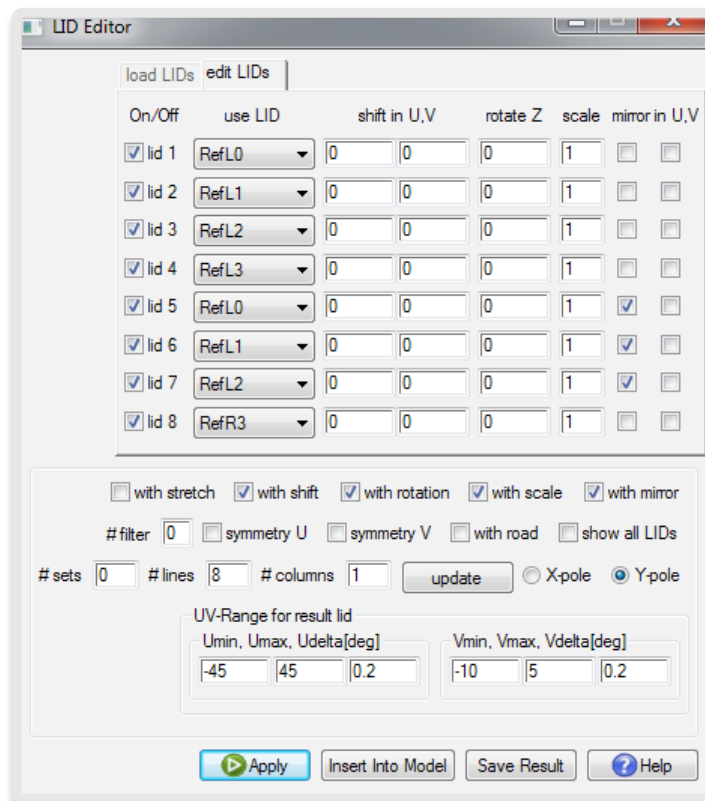 LID Editor
load LIDs edit LIDs
On/Off use LID shift in U,V rotate Z scale mirror in U,V
lid 1 RefL0 0 0 0 1
lid 2 RefL1 0 0 0 1
lid 3 RefL2 0 0 0 1
lid 4 RefL3 0 0 0 1
lid 5 RefL0 0 0 0 1
lid 6 RefL1 0 0 0 1
lid 7 RefL2 0 0 0 1
lid 8 RefR3 0 0 0 1
with stretch with shift with rotation with scale with mirror
# filter 0 symmetry U symmetry V with road show all LIDs
# sets 0 # lines 8 # columns 1 update X-pole Y-pole
UV-Range for result lid
Umin, Umax, Udelta[deg] Vmin, Vmax, Vdelta[deg]
-45 45 0.2 -10 5 0.2
Apply Insert Into Model Save Result Help